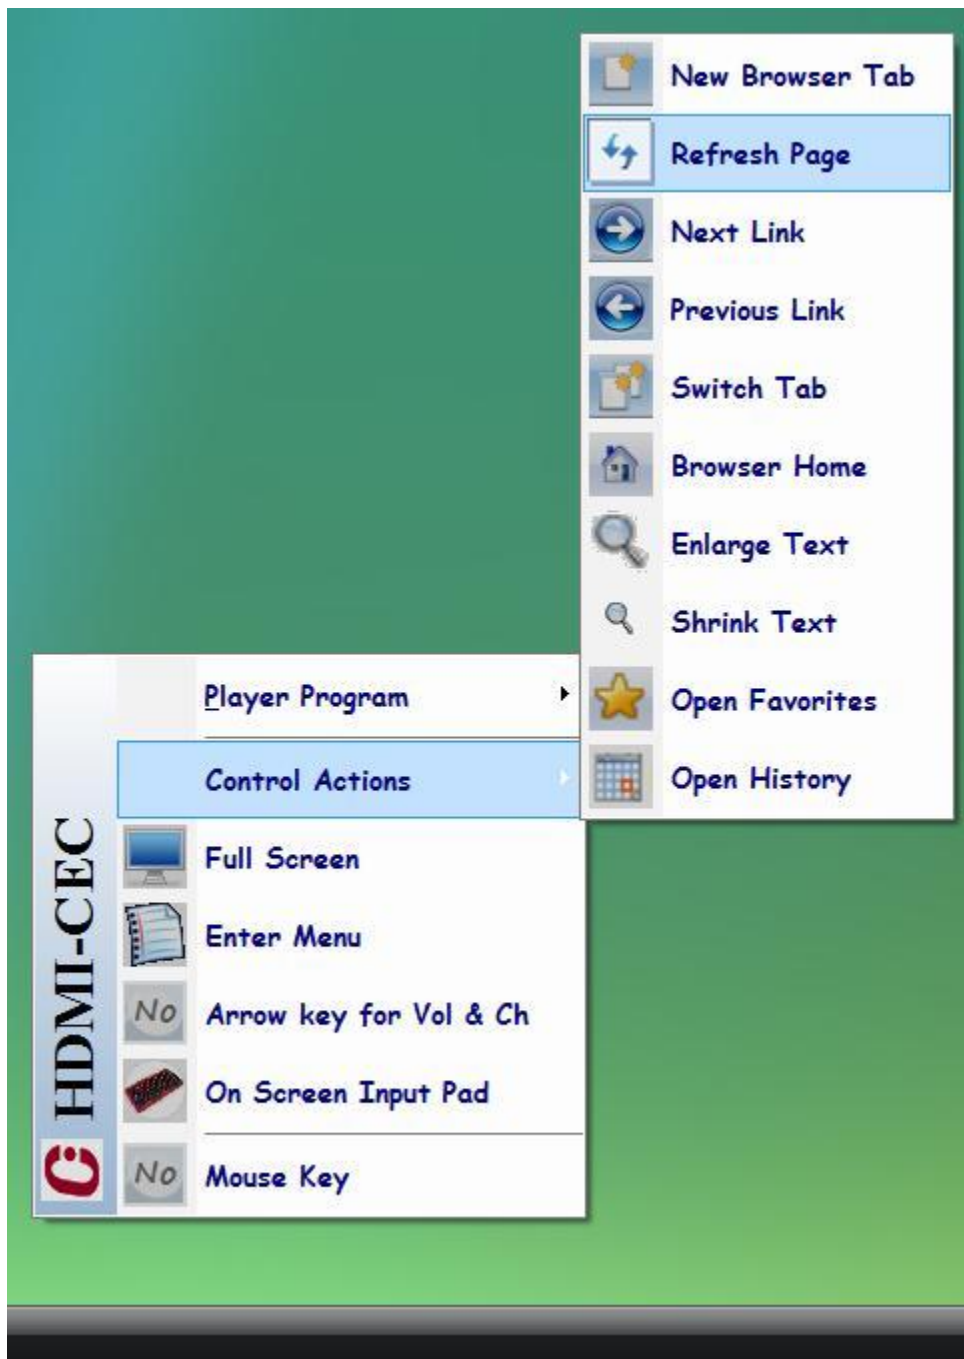 New Browser Tab
Refresh Page
Next Link
Previous Link
Switch Tab
Browser Home
Enlarge Text
Shrink Text
Open Favorites
Open History
Player Program
Control Actions
Full Screen
Enter Menu
No Arrow key for Vol & Ch
On Screen Input Pad
No Mouse Key
HDMI-CEC